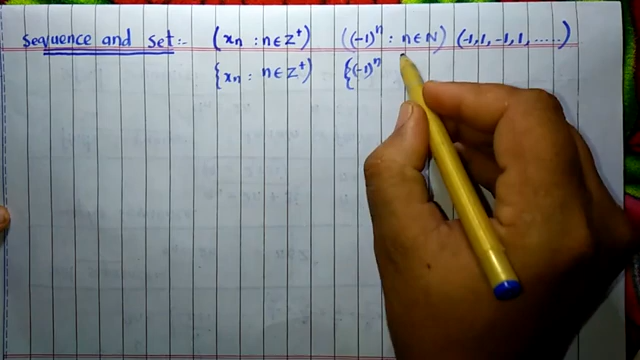 sequence and set :- (xn : n∈Z⁺) ((-1)ⁿ : n∈N) (-1, 1, -1, 1, .....)
{xn : n∈Z⁺) {(-1)ⁿ